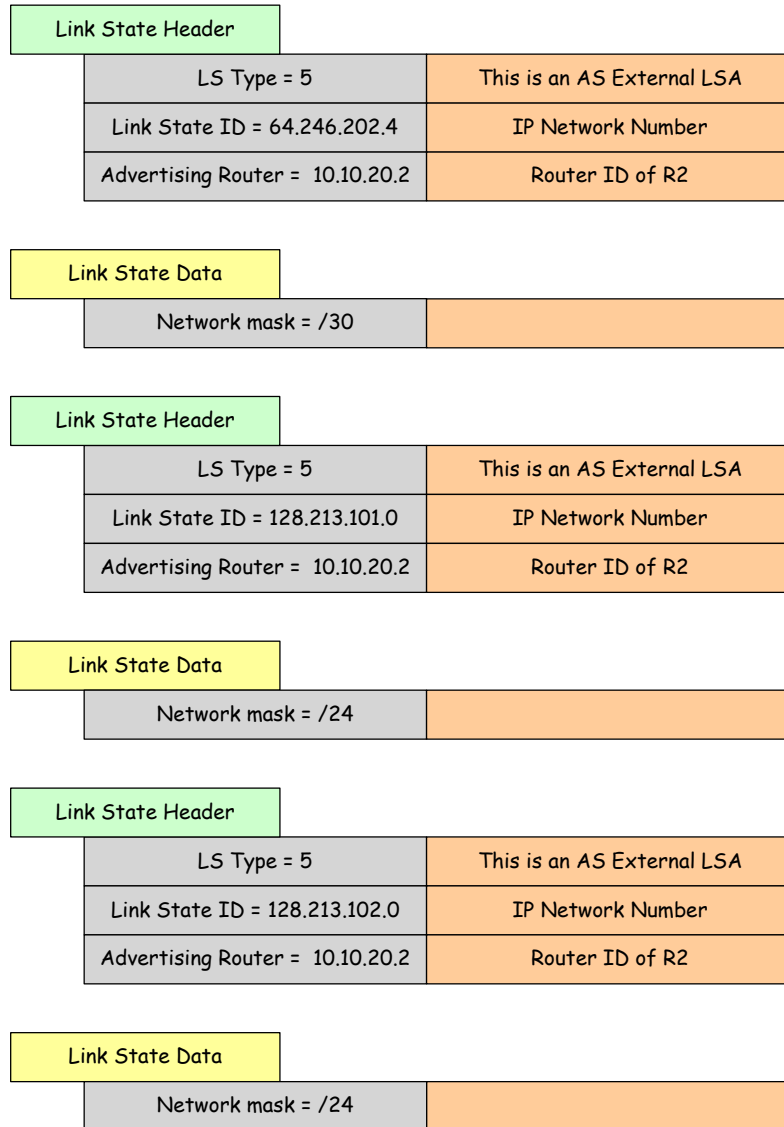 Link State Header
LS Type = 5 This is an AS External LSA
Link State ID = 64.246.202.4 IP Network Number
Advertising Router = 10.10.20.2 Router ID of R2
Link State Data
Network mask = /30
Link State Header
LS Type = 5 This is an AS External LSA
Link State ID = 128.213.101.0 IP Network Number
Advertising Router = 10.10.20.2 Router ID of R2
Link State Data
Network mask = /24
Link State Header
LS Type = 5 This is an AS External LSA
Link State ID = 128.213.102.0 IP Network Number
Advertising Router = 10.10.20.2 Router ID of R2
Link State Data
Network mask = /24